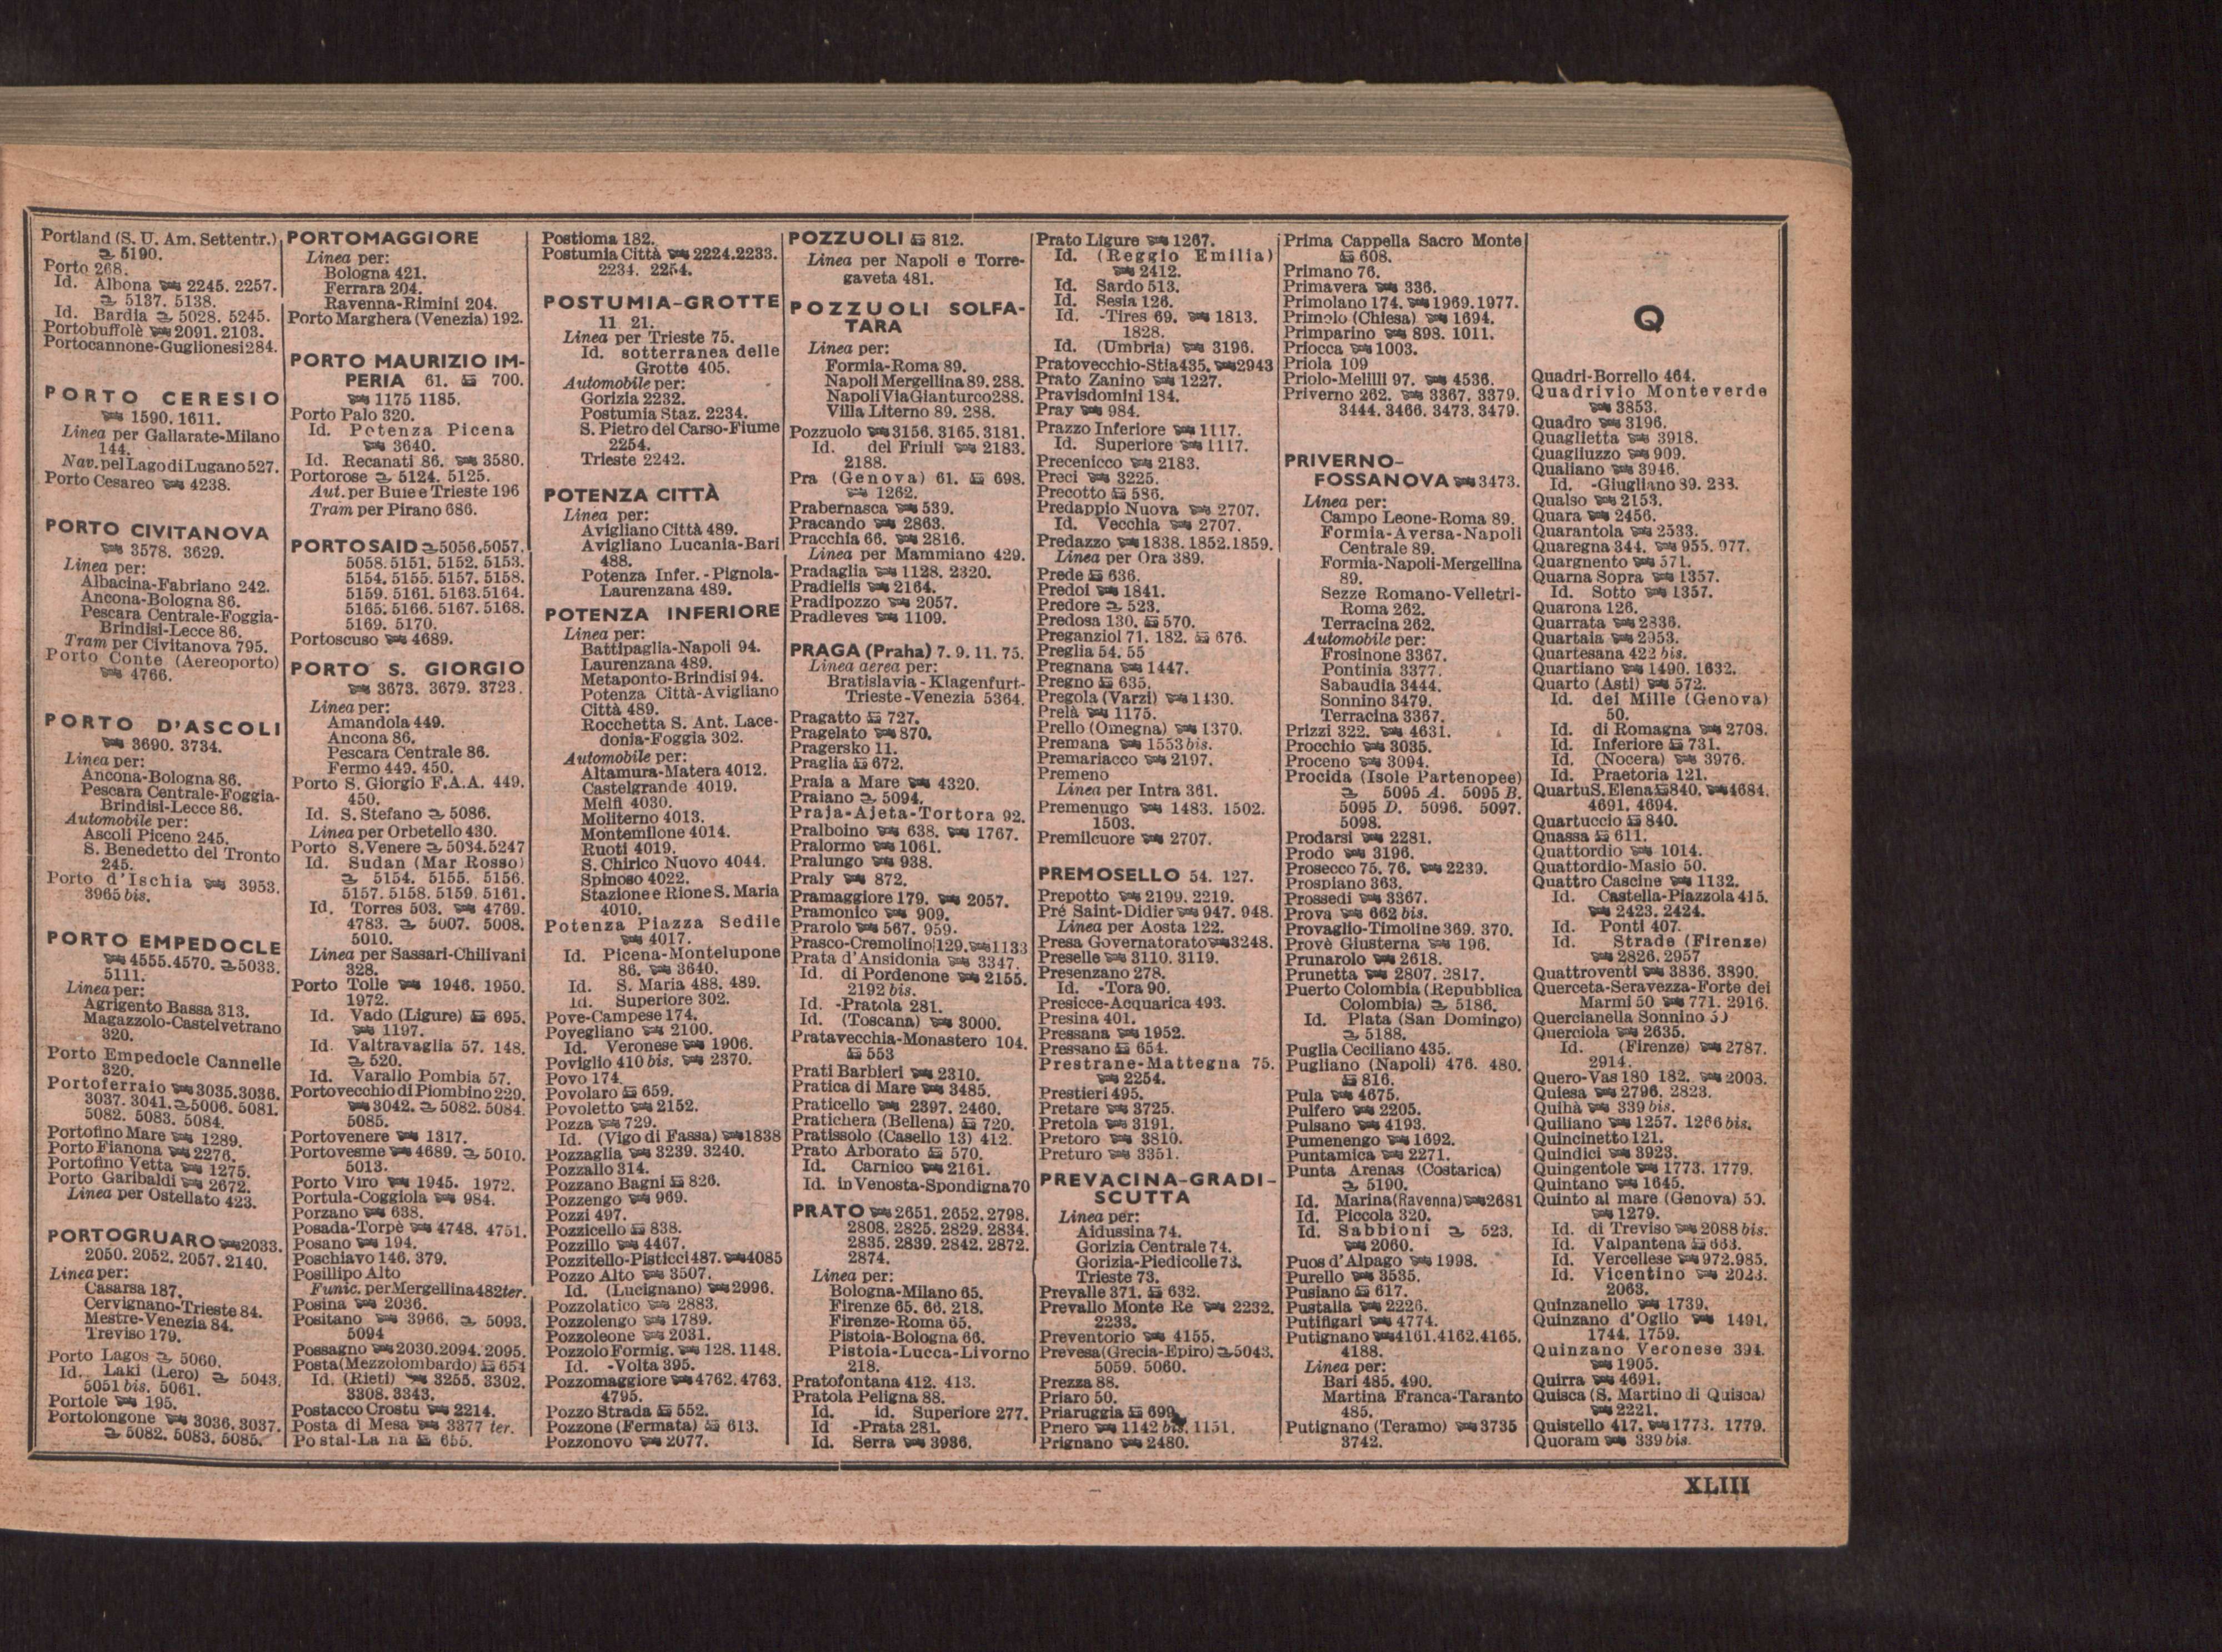 Portland (S. U. Am. Settentr.)
5190.
Porto 268.
Id. Albona 2245. 2257.
5137. 5138.
Id. Bardia 5028. 5245.
Portobuffolè 2091. 2103.
Portocannone-Guglionesi 284.
PORTO CERESIO
1590. 1611.
Linea per Gallarate-Milano
144.
Nav. pel Lago di Lugano 527.
Porto Cesareo 4238.
PORTO CIVITANOVA
3578. 3629.
Linea per:
Albacina-Fabriano 242.
Ancona-Bologna 86.
Pescara Centrale-Foggia-
Brindisi-Lecce 86.
Tram per Civitanova 795.
Porto Conte (Aereoporto)
4766.
PORTO D'ASCOLI
3690. 3734.
Linea per:
Ancona-Bologna 86.
Pescara Centrale-Foggia-
Brindisi-Lecce 86.
Automobile per:
Ascoli Piceno 245.
S. Benedetto del Tronto
245.
Porto d'Ischia 3953.
3965 bis.
PORTO EMPEDOCLE
4555. 4570. 5033.
5111.
Linea per:
Agrigento Bassa 313.
Magazzolo-Castelvetrano
320.
Porto Empedocle Cannelle
320.
Portoferraio 3035. 3036.
3037. 3041. 5006. 5081.
5082. 5083. 5084.
Portofino Mare 1289.
Porto Fianona 2276.
Portofino Vetta 1275.
Porto Garibaldi 2672.
Linea per Ostellato 423.
PORTOGRUARO 2033.
2050. 2052. 2057. 2140.
Linea per:
Casarsa 187.
Cervignano-Trieste 84.
Mestre-Venezia 84.
Treviso 179.
Porto Lagos 5060.
Id. Laki (Lero) 5043.
5051 bis. 5061.
Portole 195.
Portolongone 3036. 3037.
5082. 5083. 5085.
PORTOMAGGIORE
Linea per:
Bologna 421.
Ferrara 204.
Ravenna-Rimini 204.
Porto Marghera (Venezia) 192.
PORTO MAURIZIO IM-
PERIA 61. 700.
1175 1185.
Porto Palo 320.
Id. Potenza Picena
3640.
Id. Recanati 86. 3580.
Portorose 5124. 5125.
Aut. per Buie e Trieste 196
Tram per Pirano 686.
PORTO SAID 5056. 5057.
5058. 5151. 5152. 5153.
5154. 5155. 5157. 5158.
5159. 5161. 5163. 5164.
5165. 5166. 5167. 5168.
5169. 5170.
Portoscuso 4689.
PORTO S. GIORGIO
3673. 3679. 3723.
Linea per:
Amandola 449.
Ancona 86.
Pescara Centrale 86.
Fermo 449. 450.
Porto S. Giorgio F.A.A. 449.
450.
Id. S. Stefano 5086.
Linea per Orbetello 430.
Porto S. Venere 5034. 5247
Id. Sudan (Mar Rosso)
5154. 5155. 5156.
5157. 5158. 5159. 5161.
Id. Torres 503. 4769.
4783. 5007. 5008.
5010.
Linea per Sassari-Chilivani
328.
Porto Tolle 1946. 1950.
1972.
Id. Vado (Ligure) 695.
1197.
Id. Valtravaglia 57. 148.
520.
Id. Varallo Pombia 57.
Portovecchio di Piombino 229.
3042. 5082. 5084.
5085.
Portovenere 1317.
Portovesme 4689. 5010.
5013.
Porto Viro 1945. 1972.
Portula-Coggiola 984.
Porzano 638.
Posada-Torpè 4748. 4751.
Posano 194.
Poschiavo 146. 379.
Posillipo Alto
Funic. per Mergellina 482 ter.
Posina 2036.
Positano 3966. 5093.
5094
Possagno 2030. 2094. 2095.
Posta (Mezzolombardo) 654
Id. (Rieti) 3255. 3302.
3308. 3343.
Postacco Crostu 2214.
Posta di Mesa 3377 ter.
Postal-Lana 655.
Postioma 182.
Postumia Città 2224. 2233.
2234. 2254.
POSTUMIA-GROTTE
11 21.
Linea per Trieste 75.
Id. sotterranea delle
Grotte 405.
Automobile per:
Gorizia 2232.
Postumia Staz. 2234.
S. Pietro del Carso-Fiume
2254.
Trieste 2242.
POTENZA CITTÀ
Linea per:
Avigliano Città 489.
Avigliano Lucania-Bari
488.
Potenza Infer.-Pignola-
Laurenzana 489.
POTENZA INFERIORE
Linea per:
Battipaglia-Napoli 94.
Laurenzana 489.
Metaponto-Brindisi 94.
Potenza Città-Avigliano
Città 489.
Rocchetta S. Ant. Lace-
donia-Foggia 302.
Automobile per:
Altamura-Matera 4012.
Castelgrande 4019.
Melfi 4030.
Moliterno 4013.
Montemilone 4014.
Ruoti 4019.
S. Chirico Nuovo 4044.
Spinoso 4022.
Stazione e Rione S. Maria
4010.
Potenza Piazza Sedile
4017.
Id. Picena-Montelupone
86. 3640.
Id. S. Maria 488. 489.
Id. Superiore 302.
Pove-Campese 174.
Povegliano 2100.
Id. Veronese 1906.
Poviglio 410 bis. 2370.
Povo 174.
Povolaro 659.
Povoletto 2152.
Pozza 729.
Id. (Vigo di Fassa) 1838
Pozzaglia 3239. 3240.
Pozzallo 314.
Pozzano Bagni 826.
Pozzengo 969.
Pozzi 497.
Pozzicello 838.
Pozzillo 4467.
Pozzitello-Pisticci 487. 4085
Pozzo Alto 3507.
Id. (Lucignano) 2996.
Pozzolatico 2883.
Pozzolengo 1789.
Pozzoleone 2031.
Pozzolo Formig. 128. 1148.
Id. -Volta 395.
Pozzomaggiore 4762. 4763.
4795.
Pozzo Strada 552.
Pozzone (Fermata) 613.
Pozzonovo 2077.
POZZUOLI 812.
Linea per Napoli e Torre-
gaveta 481.
POZZUOLI SOLFA-
TARA
Linea per:
Formia-Roma 89.
Napoli Mergellina 89. 288.
Napoli Via Gianturco 288.
Villa Literno 89. 288.
Pozzuolo 3156. 3165. 3181.
Id. del Friuli 2183.
2188.
Pra (Genova) 61. 698.
1262.
Prabernasca 539.
Pracando 2863.
Pracchia 66. 2816.
Linea per Mammiano 429.
Pradaglia 1128. 2320.
Pradielis 2164.
Pradipozzo 2057.
Pradleves 1109.
PRAGA (Praha) 7. 9. 11. 75.
Linea aerea per:
Bratislavia - Klagenfurt-
Trieste-Venezia 5364.
Pragatto 727.
Pragelato 870.
Pragersko 11.
Praglia 672.
Praia a Mare 4320.
Praiano 5094.
Praja-Ajeta-Tortora 92.
Pralboino 638. 1767.
Pralormo 1061.
Pralungo 938.
Praly 872.
Pramaggiore 179. 2057.
Pramonico 909.
Prarolo 567. 959.
Prasco-Cremolino 129. 1133
Prata d'Ansidonia 3347.
Id. di Pordenone 2155.
2192 bis.
Id. -Pratola 281.
Id. (Toscana) 3000.
Pratavecchia-Monastero 104.
553
Prati Barbieri 2310.
Pratica di Mare 3485.
Praticello 2397. 2460.
Pratichera (Bellena) 720.
Pratissolo (Casello 13) 412.
Prato Arborato 570.
Id. Carnico 2161.
Id. in Venosta-Spondigna 70
PRATO 2651. 2652. 2798.
2808. 2825. 2829. 2834.
2835. 2839. 2842. 2872.
2874.
Linea per:
Bologna-Milano 65.
Firenze 65. 66. 218.
Firenze-Roma 65.
Pistoia-Bologna 66.
Pistoia-Lucca-Livorno
218.
Pratofontana 412. 413.
Pratola Peligna 88.
Id. id. Superiore 277.
Id -Prata 281.
Id. Serra 3936.
Prato Ligure 1267.
Id. (Reggio Emilia)
2412.
Id. Sardo 513.
Id. Sesia 126.
Id. -Tires 69. 1813.
1828.
Id. (Umbria) 3196.
Pratovecchio-Stia 435. 2943
Prato Zanino 1227.
Pravisdomini 184.
Pray 984.
Prazzo Inferiore 1117.
Id. Superiore 1117.
Precenicco 2183.
Preci 3225.
Precotto 586.
Predappio Nuova 2707.
Id. Vecchia 2707.
Predazzo 1838. 1852. 1859.
Linea per Ora 389.
Prede 636.
Predoi 1841.
Predore 523.
Predosa 130. 570.
Preganziol 71. 182. 676.
Preglia 54. 55
Pregnana 1447.
Pregno 635.
Pregola (Varzi) 1430.
Prelà 1175.
Prello (Omegna) 1370.
Premana 1553 bis.
Premariacco 2197.
Premeno
Linea per Intra 361.
Premenugo 1483. 1502.
1503.
Premilcuore 2707.
PREMOSELLO 54. 127.
Prepotto 2199. 2219.
Pré Saint-Didier 947. 948.
Linea per Aosta 122.
Presa Governatorato 3248.
Preselle 3110. 3119.
Presenzano 278.
Id. -Tora 90.
Presicce-Acquarica 493.
Presina 401.
Pressana 1952.
Pressano 654.
Prestrane-Mattegna 75.
2254.
Prestieri 495.
Pretare 3725.
Pretola 3191.
Pretoro 3810.
Preturo 3351.
PREVACINA-GRADI-
SCUTTA
Linea per:
Aidussina 74.
Gorizia Centrale 74.
Gorizia-Piedicolle 73.
Trieste 73.
Prevalle 371. 632.
Prevallo Monte Re 2232.
2233.
Preventorio 4155.
Prevesa (Grecia-Epiro) 5043.
5059. 5060.
Prezza 88.
Priaro 50.
Priaruggia 699
Priero 1142 bis. 1151.
Prignano 2480.
Prima Cappella Sacro Monte
608.
Primano 76.
Primavera 336.
Primolano 174. 1969. 1977.
Primolo (Chiesa) 1694.
Primparino 898. 1011.
Priocca 1003.
Priola 109
Priolo-Melilli 97. 4536.
Priverno 262. 3367. 3379.
3444. 3466. 3473. 3479.
PRIVERNO-
FOSSANOVA 3473.
Linea per:
Campo Leone-Roma 89.
Formia-Aversa-Napoli
Centrale 89.
Formia-Napoli-Mergellina
89.
Sezze Romano-Velletri-
Roma 262.
Terracina 262.
Automobile per:
Frosinone 3367.
Pontinia 3377.
Sabaudia 3444.
Sonnino 3479.
Terracina 3367.
Prizzi 322. 4631.
Procchio 3035.
Proceno 3094.
Procida (Isole Partenopee)
5095 A. 5095 B.
5095 D. 5096. 5097.
5098.
Prodarsi 2281.
Prodo 3196.
Prosecco 75. 76. 2239.
Prospiano 363.
Prossedi 3367.
Prova 662 bis.
Provaglio-Timoline 369. 370.
Provè Giusterna 196.
Prunarolo 2618.
Prunetta 2807. 2817.
Puerto Colombia (Repubblica
Colombia) 5186.
Id. Plata (San Domingo)
5188.
Puglia Ceciliano 435.
Pugliano (Napoli) 476. 480.
816.
Pula 4675.
Pulfero 2205.
Pulsano 4193.
Pumenengo 1692.
Puntamica 2271.
Punta Arenas (Costarica)
5190.
Id. Marina (Ravenna) 2681
Id. Piccola 320.
Id. Sabbioni 523.
2060.
Puos d'Alpago 1998.
Purello 3535.
Pusiano 617.
Pustalla 2226.
Putifigari 4774.
Putignano 4161. 4162. 4165.
4188.
Linea per:
Bari 485. 490.
Martina Franca-Taranto
485.
Putignano (Teramo) 3735
3742.
Q
Quadri-Borrello 464.
Quadrivio Monteverde
3853.
Quadro 3196.
Quaglietta 3918.
Quagliuzzo 909.
Qualiano 3946.
Id. -Giugliano 89. 288.
Qualso 2153.
Quara 2456.
Quarantola 2533.
Quaregna 344. 955. 977.
Quargnento 571.
Quarna Sopra 1357.
Id. Sotto 1357.
Quarona 126.
Quarrata 2836.
Quartaia 2953.
Quartesana 422 bis.
Quartiano 1490. 1632.
Quarto (Asti) 572.
Id. dei Mille (Genova)
50.
Id. di Romagna 2708.
Id. Inferiore 731.
Id. (Nocera) 3976.
Id. Praetoria 121.
Quartu S. Elena 840. 4684.
4691. 4694.
Quartuccio 840.
Quassa 611.
Quattordio 1014.
Quattordio-Masio 50.
Quattro Cascine 1132.
Id. Castella-Piazzola 415.
2423. 2424.
Id. Ponti 407.
Id. Strade (Firenze)
2826. 2957
Quattroventi 3836. 3890.
Querceta-Seravezza-Forte dei
Marmi 50 771. 2916.
Quercianella Sonnino 50
Querciola 2635.
Id. (Firenze) 2787.
2914.
Quero-Vas 180 182. 2003.
Quiesa 2796. 2823.
Quihà 339 bis.
Quiliano 1257. 1266 bis.
Quincinetto 121.
Quindici 3923.
Quingentole 1773. 1779.
Quintano 1645.
Quinto al mare (Genova) 50.
1279.
Id. di Treviso 2088 bis.
Id. Valpantena 663.
Id. Vercellese 972. 985.
Id. Vicentino 2023.
2063.
Quinzanello 1739.
Quinzano d'Oglio 1491.
1744. 1759.
Quinzano Veronese 394.
1905.
Quirra 4691.
Quisca (S. Martino di Quisca)
2221.
Quistello 417. 1773. 1779.
Quoram 339 bis.
XLIII